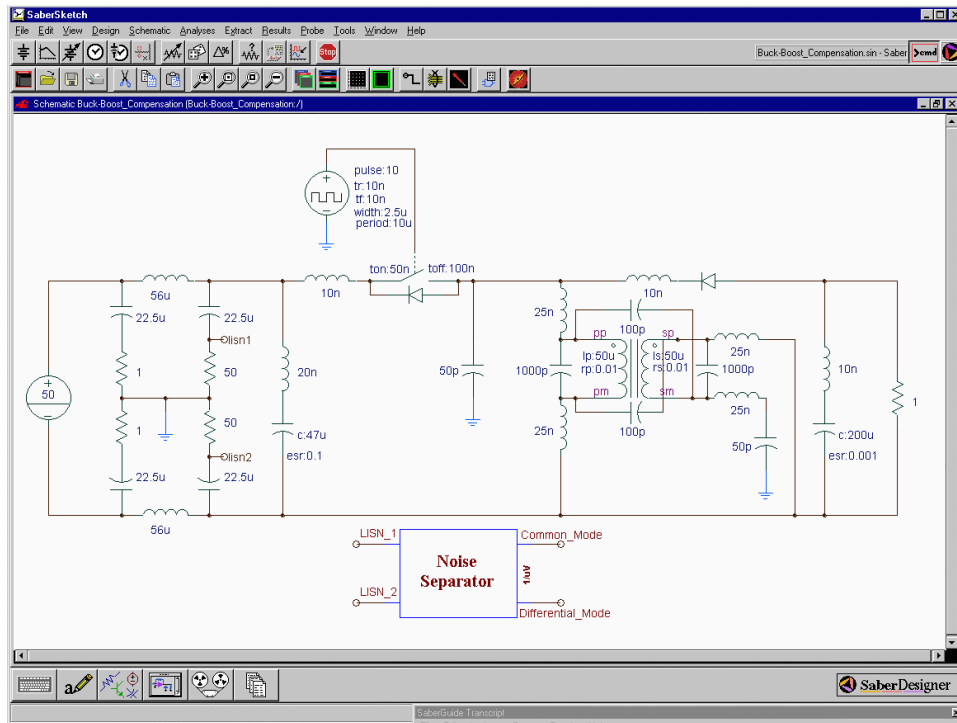 SaberSketch
File Edit View Design Schematic Analyses Extract Results Probe Tools Window Help
Δ%
Stop
Buck-Boost_Compensation.sin - Saber
>cmd
Schematic Buck-Boost_Compensation (Buck-Boost_Compensation:/)
pulse:10
tr:10n
tf:10n
width:2.5u
period:10u
ton:50n
toff:100n
56u
10n
10n
22.5u
22.5u
lisn1
25n
100p
pp
sp
1
50
20n
50p
1000p
lp:50u
rp:0.01
ls:50u
rs:0.01
25n
1000p
10n
50
pm
sm
25n
1
1
50
c:47u
esr:0.1
25n
100p
50p
c:200u
esr:0.001
lisn2
22.5u
22.5u
56u
LISN_1
Common_Mode
Noise
Separator
1/uA
LISN_2
Differential_Mode
a
SaberDesigner
SaberGuide Transcript